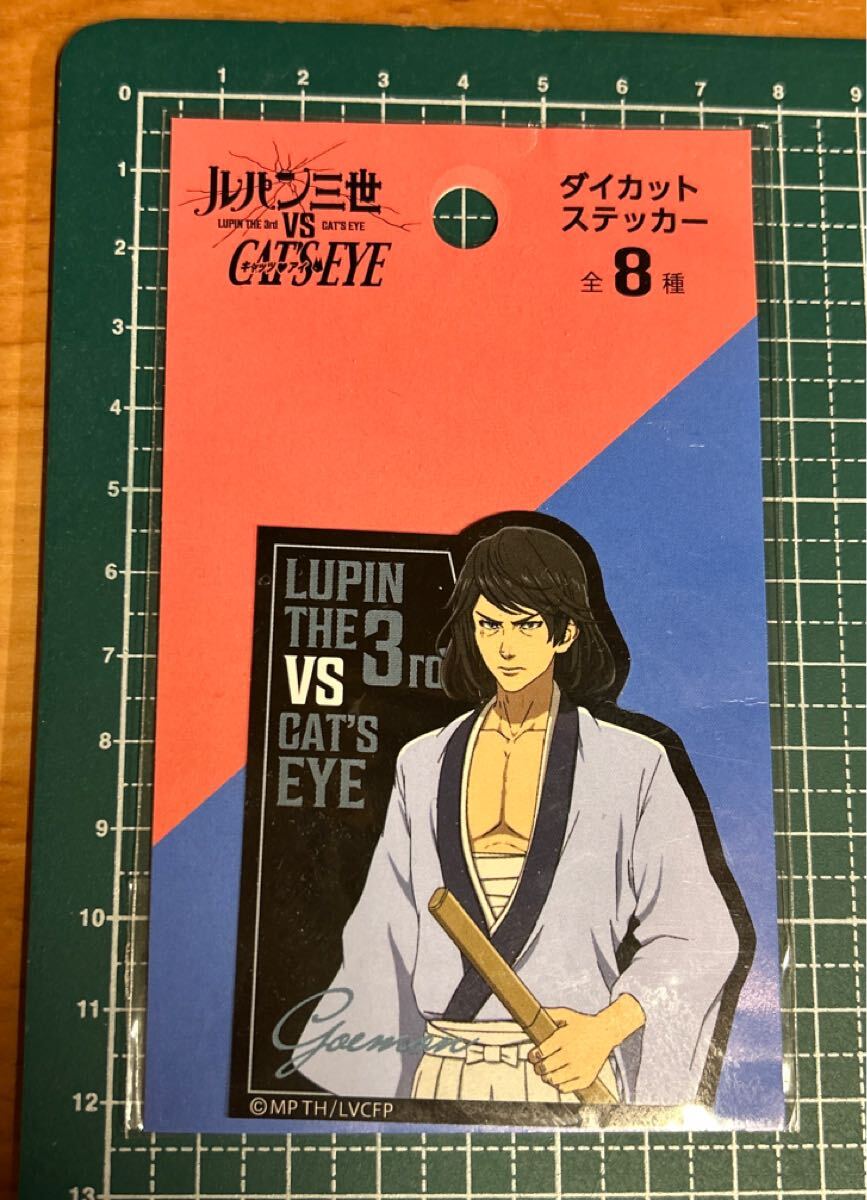 1 2 3 4 5 6 7 8 9
0
1
2
3
4
5
6
7
8
9
10
11
12
13
ルパン三世
LUPIN THE 3rd VS CAT'S EYE
CAT'S EYE
キャッツ♥アイ
ダイカット
ステッカー
全8種
LUPIN
THE 3rd
VS
CAT'S
EYE
Goemon
©MP TH/LVCFP